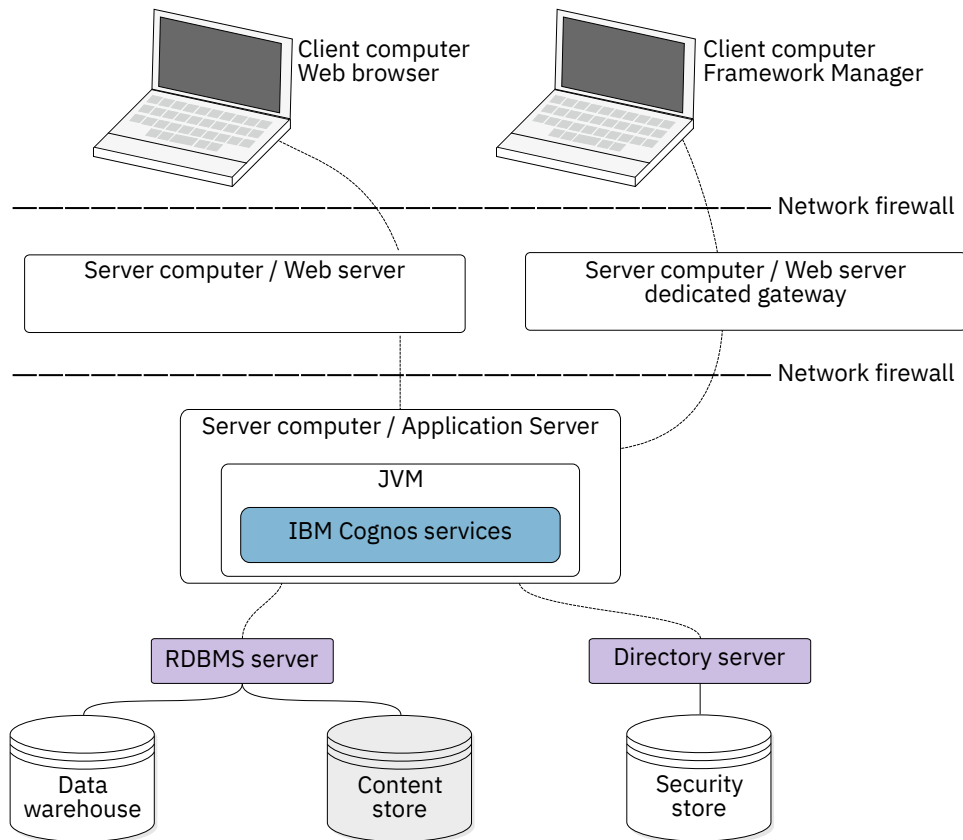 Client computer
Web browser
Client computer
Framework Manager
Network firewall
Server computer / Web server
Server computer / Web server
dedicated gateway
Network firewall
Server computer / Application Server
JVM
IBM Cognos services
RDBMS server
Directory server
Data
warehouse
Content
store
Security
store